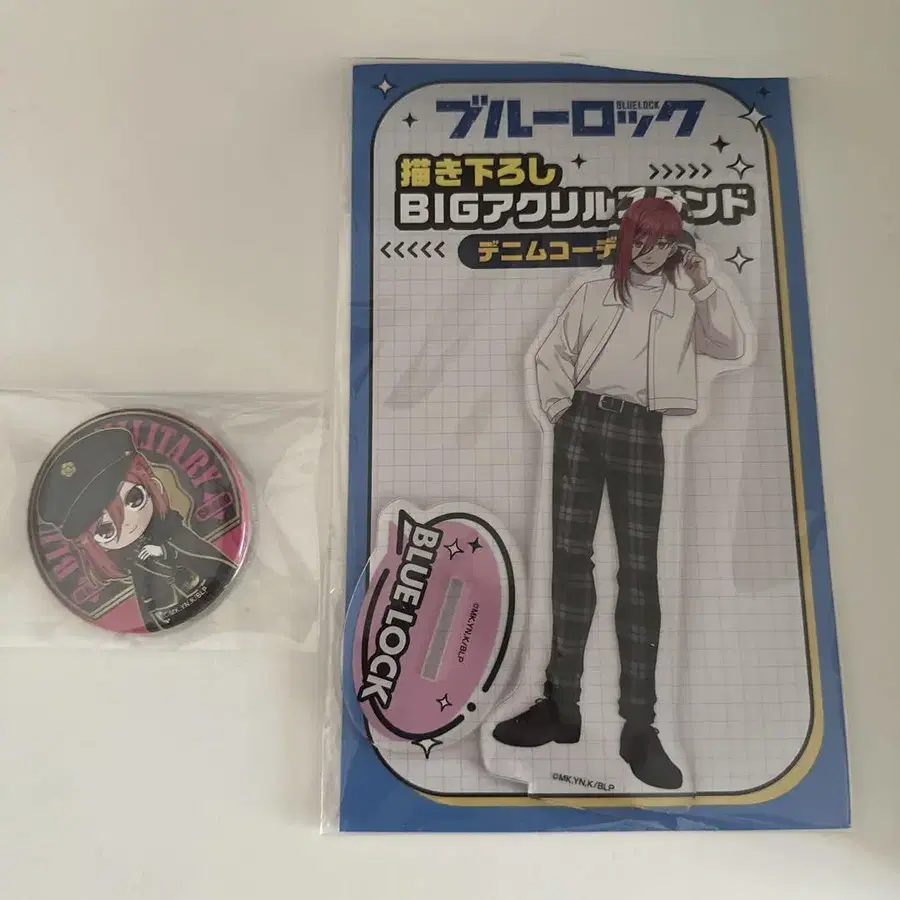 ブルーロック
BLUELOCK
描き下ろし
BIGアクリルスタンド
デニムコーデ
BLUE LOCK
©MK,YN,K/BLP
©MK,YN,K/BLP
MILITARY
©MK,YN,K/BLP